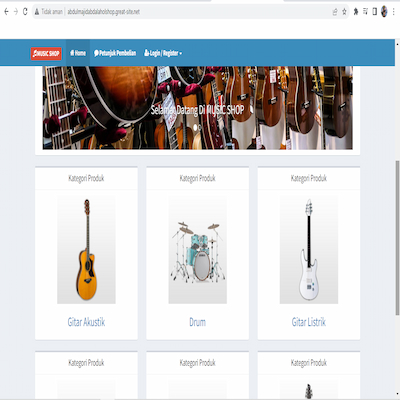 Tidak aman abdulmajidabdalaholshop.great-site.net
MUSIC SHOP Home Petunjuk Pembelian Login / Register
Selamat Datang Di MUSIC SHOP
Kategori Produk Kategori Produk Kategori Produk
Gitar Akustik Drum Gitar Listrik
Kategori Produk Kategori Produk Kategori Produk